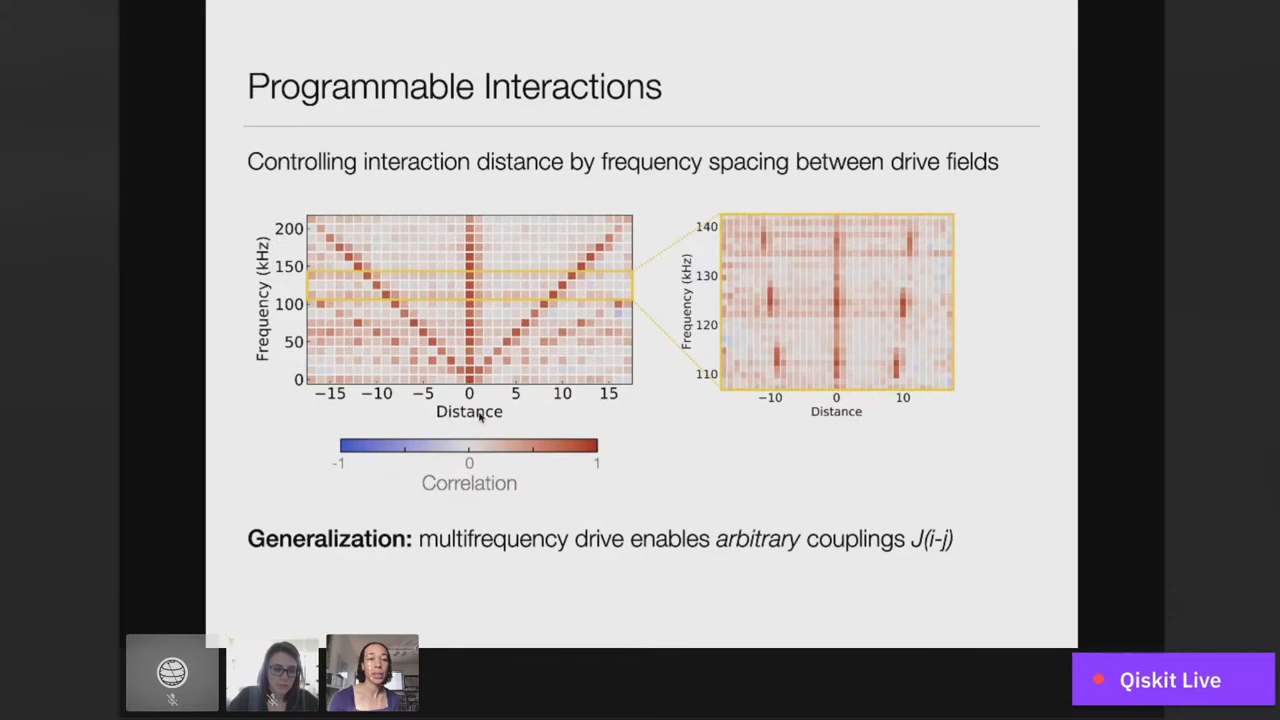 Programmable Interactions
Controlling interaction distance by frequency spacing between drive fields
Frequency (kHz)
200
150
100
50
0
−15 −10 −5 0 5 10 15
Distance
-1 0 1
Correlation
Frequency (kHz)
140
130
120
110
−10 0 10
Distance
Generalization: multifrequency drive enables arbitrary couplings J(i-j)
Qiskit Live